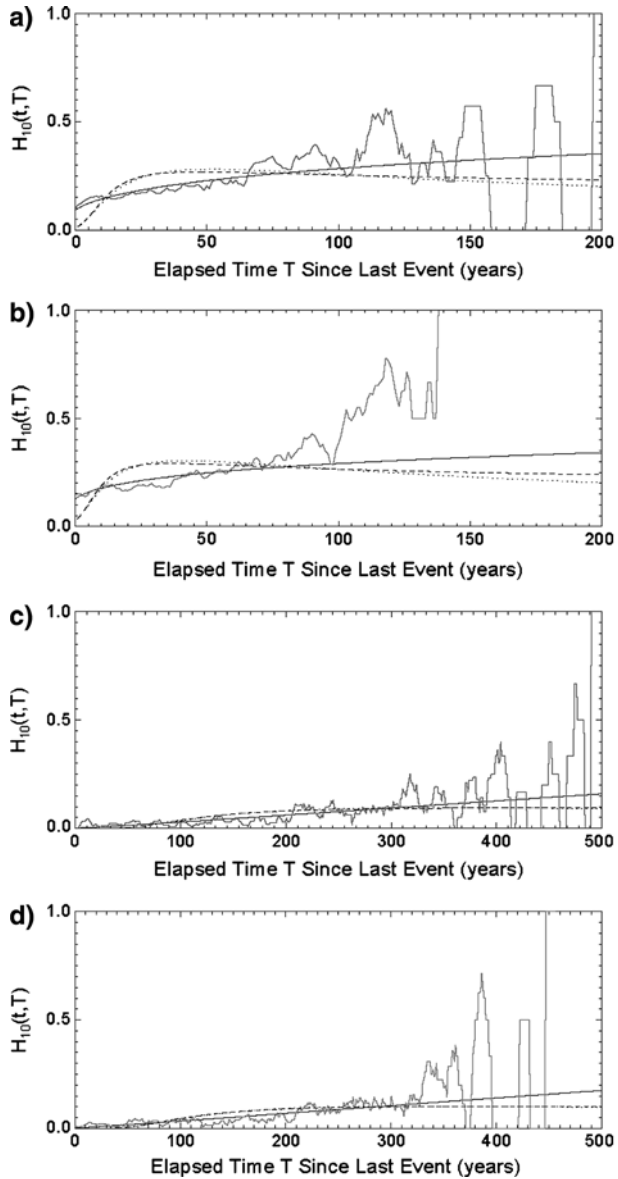 a)
1.0
0.5
0.0
H10(t,T)
0 50 100 150 200
Elapsed Time T Since Last Event (years)
b)
1.0
0.5
0.0
H10(t,T)
0 50 100 150 200
Elapsed Time T Since Last Event (years)
c)
1.0
0.5
0.0
H10(t,T)
0 100 200 300 400 500
Elapsed Time T Since Last Event (years)
d)
1.0
0.5
0.0
H10(t,T)
0 100 200 300 400 500
Elapsed Time T Since Last Event (years)